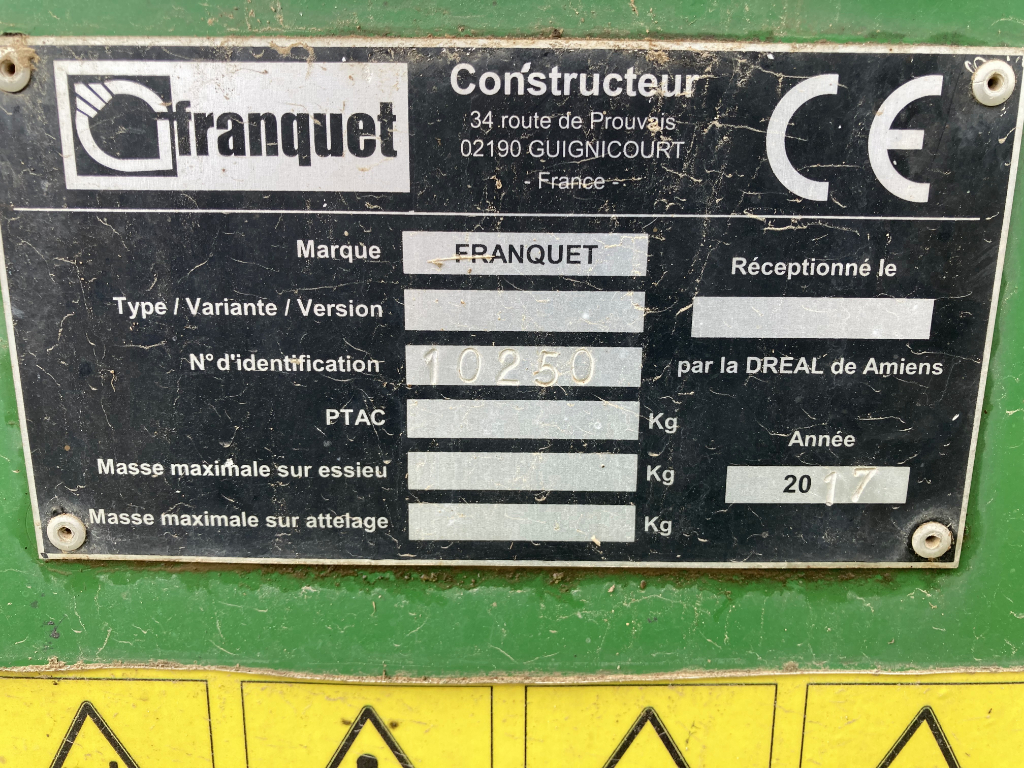 franquet
Constructeur
34 route de Prouvais
02190 GUIGNICOURT
- France -
CE
Marque FRANQUET
Type / Variante / Version
N° d'identification 10250
PTAC Kg
Masse maximale sur essieu Kg
Masse maximale sur attelage Kg
Réceptionné le
par la DREAL de Amiens
Année
2017